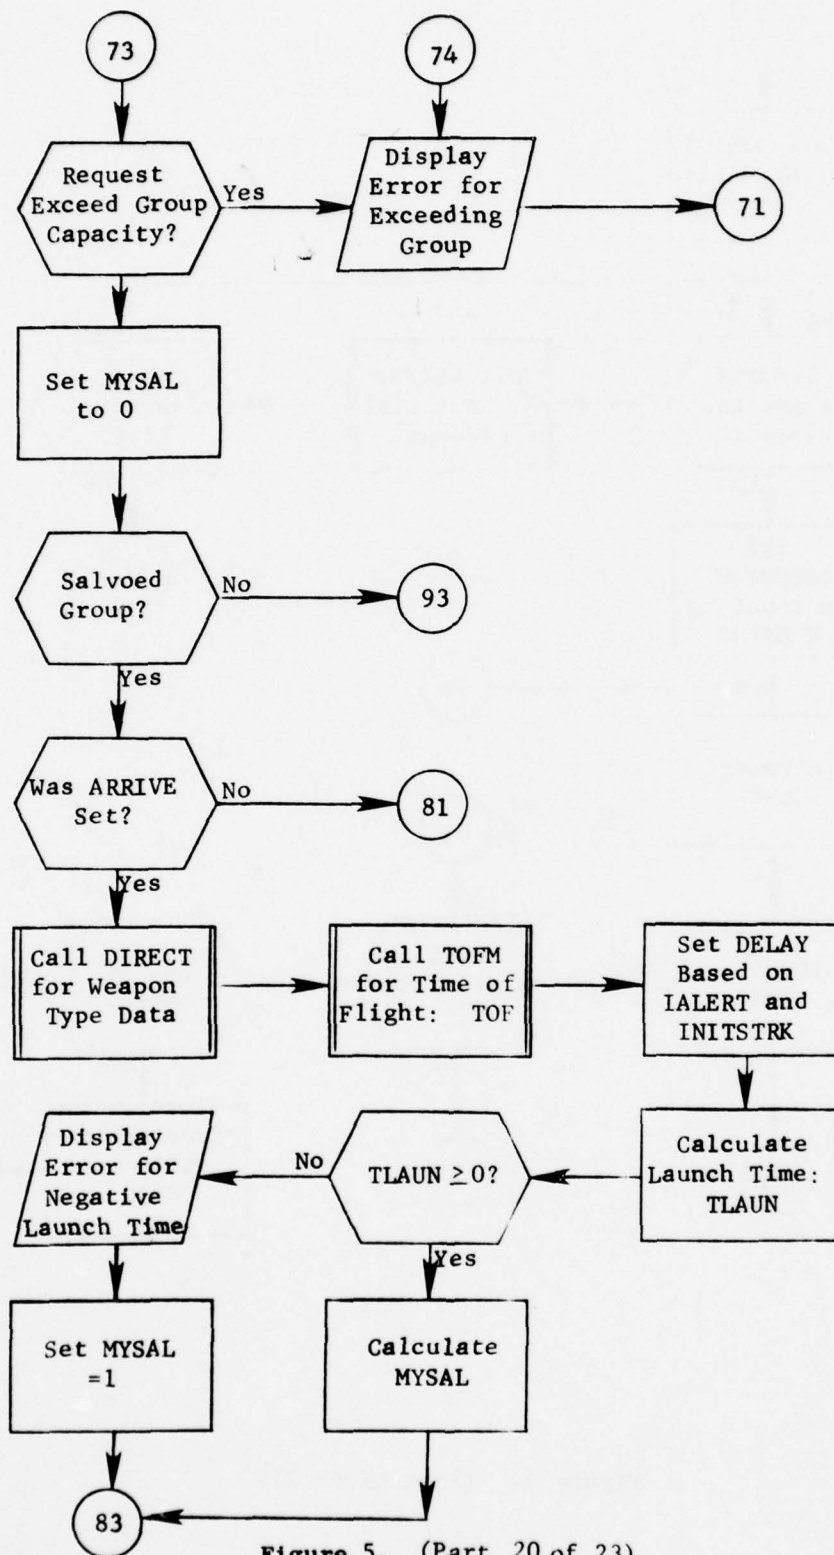 73
74
Request
Exceed Group
Capacity?
Yes
Display
Error for
Exceeding
Group
71
Set MYSAL
to 0
Salvoed
Group?
No
93
Yes
Was ARRIVE
Set?
No
81
Yes
Call DIRECT
for Weapon
Type Data
Call TOFM
for Time of
Flight: TOF
Set DELAY
Based on
IALERT and
INITSTRK
Display
Error for
Negative
Launch Time
No
TLAUN ≥0?
Calculate
Launch Time:
TLAUN
Yes
Set MYSAL
=1
Calculate
MYSAL
83
Figure 5. (Part 20 of 23)